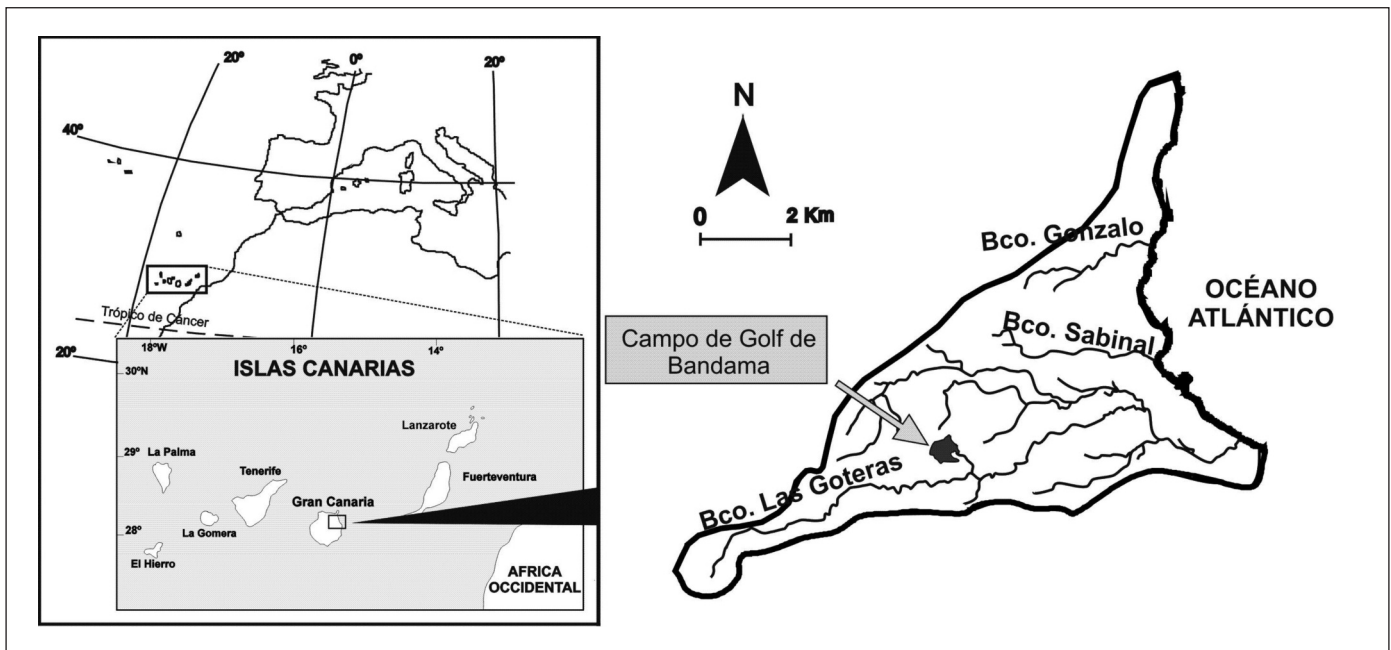 20º
0º
20º
40º
Trópico de Cáncer
20º
18ºW
16º
14º
30ºN
ISLAS CANARIAS
Lanzarote
29º
La Palma
Tenerife
Fuerteventura
Gran Canaria
28º
La Gomera
El Hierro
AFRICA
OCCIDENTAL
N
0
2 Km
Bco. Gonzalo
OCÉANO
ATLÁNTICO
Bco. Sabinal
Campo de Golf de
Bandama
Bco. Las Goteras